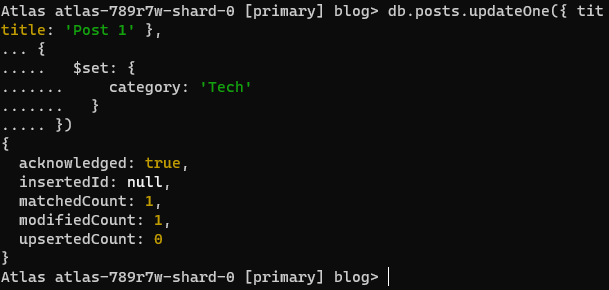 Atlas atlas-789r7w-shard-0 [primary] blog> db.posts.updateOne({ tit
title: 'Post 1' },
... {
.....   $set: {
.......     category: 'Tech'
.......   }
..... })
{
  acknowledged: true,
  insertedId: null,
  matchedCount: 1,
  modifiedCount: 1,
  upsertedCount: 0
}
Atlas atlas-789r7w-shard-0 [primary] blog>